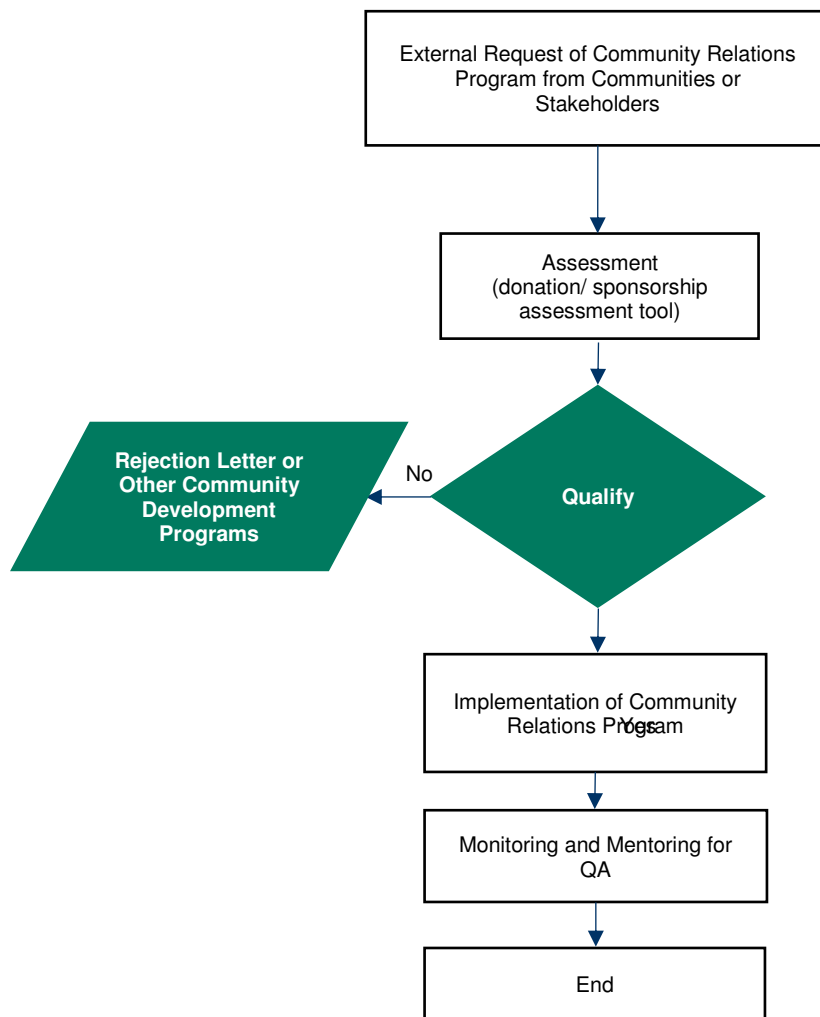 External Request of Community Relations
Program from Communities or
Stakeholders
Assessment
(donation/ sponsorship
assessment tool)
Rejection Letter or
Other Community
Development
Programs
No
Qualify
Implementation of Community
Relations Program
Yes
Monitoring and Mentoring for
QA
End